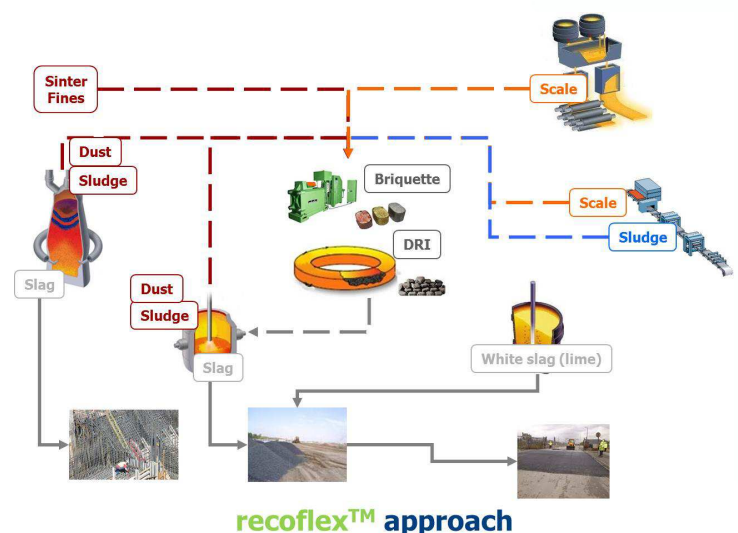 Sinter
Fines
Scale
Dust
Sludge
Briquette
Scale
DRI
Sludge
Slag
Dust
Sludge
Slag
White slag (lime)
recoflex™ approach